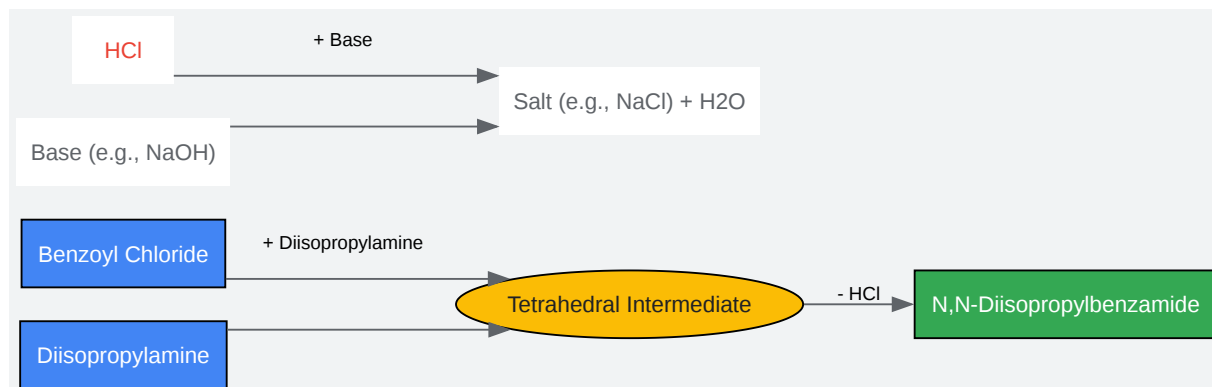 HCl
+ Base
Salt (e.g., NaCl) + H2O
Base (e.g., NaOH)
Benzoyl Chloride
+ Diisopropylamine
Tetrahedral Intermediate
- HCl
N,N-Diisopropylbenzamide
Diisopropylamine